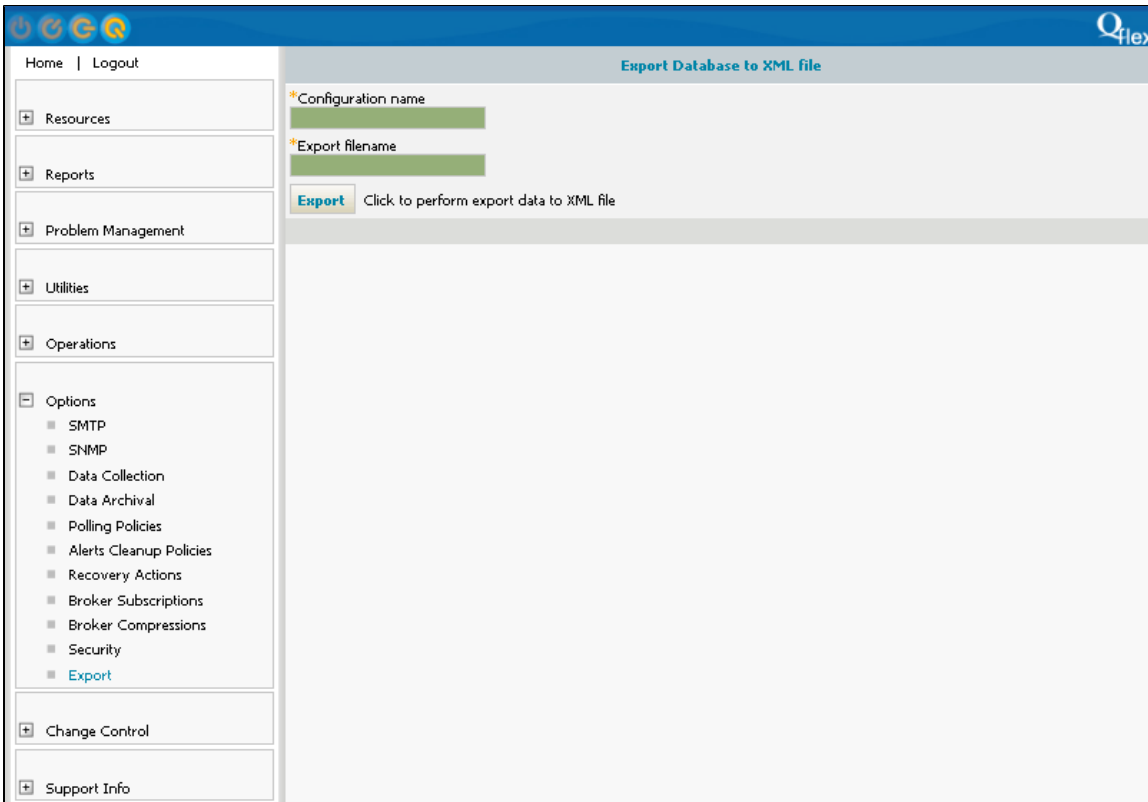 Qflex
Home | Logout
Export Database to XML file
*Configuration name
*Export filename
Export Click to perform export data to XML file
Resources
Reports
Problem Management
Utilities
Operations
Options
SMTP
SNMP
Data Collection
Data Archival
Polling Policies
Alerts Cleanup Policies
Recovery Actions
Broker Subscriptions
Broker Compressions
Security
Export
Change Control
Support Info